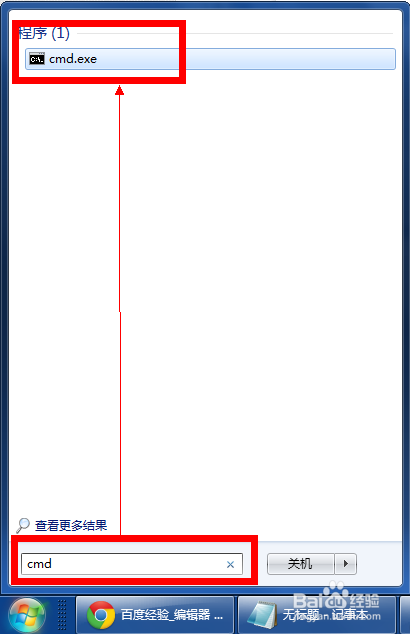 程序 (1)
cmd.exe
查看更多结果
cmd
关机
百度经验_编辑器 ...
无标题 - 记事本
Baidu 经验